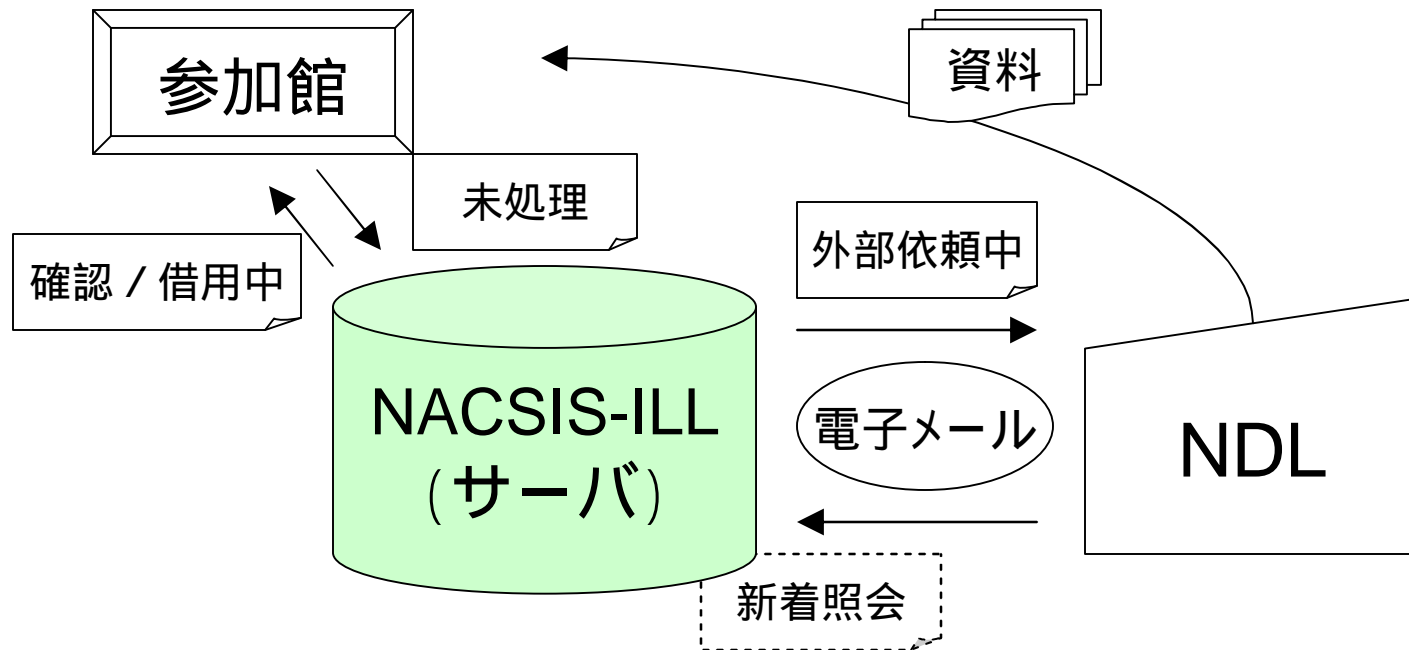 参加館
資料
未処理
確認 / 借用中
外部依頼中
NACSIS-ILL
(サーバ)
電子メール
NDL
新着照会